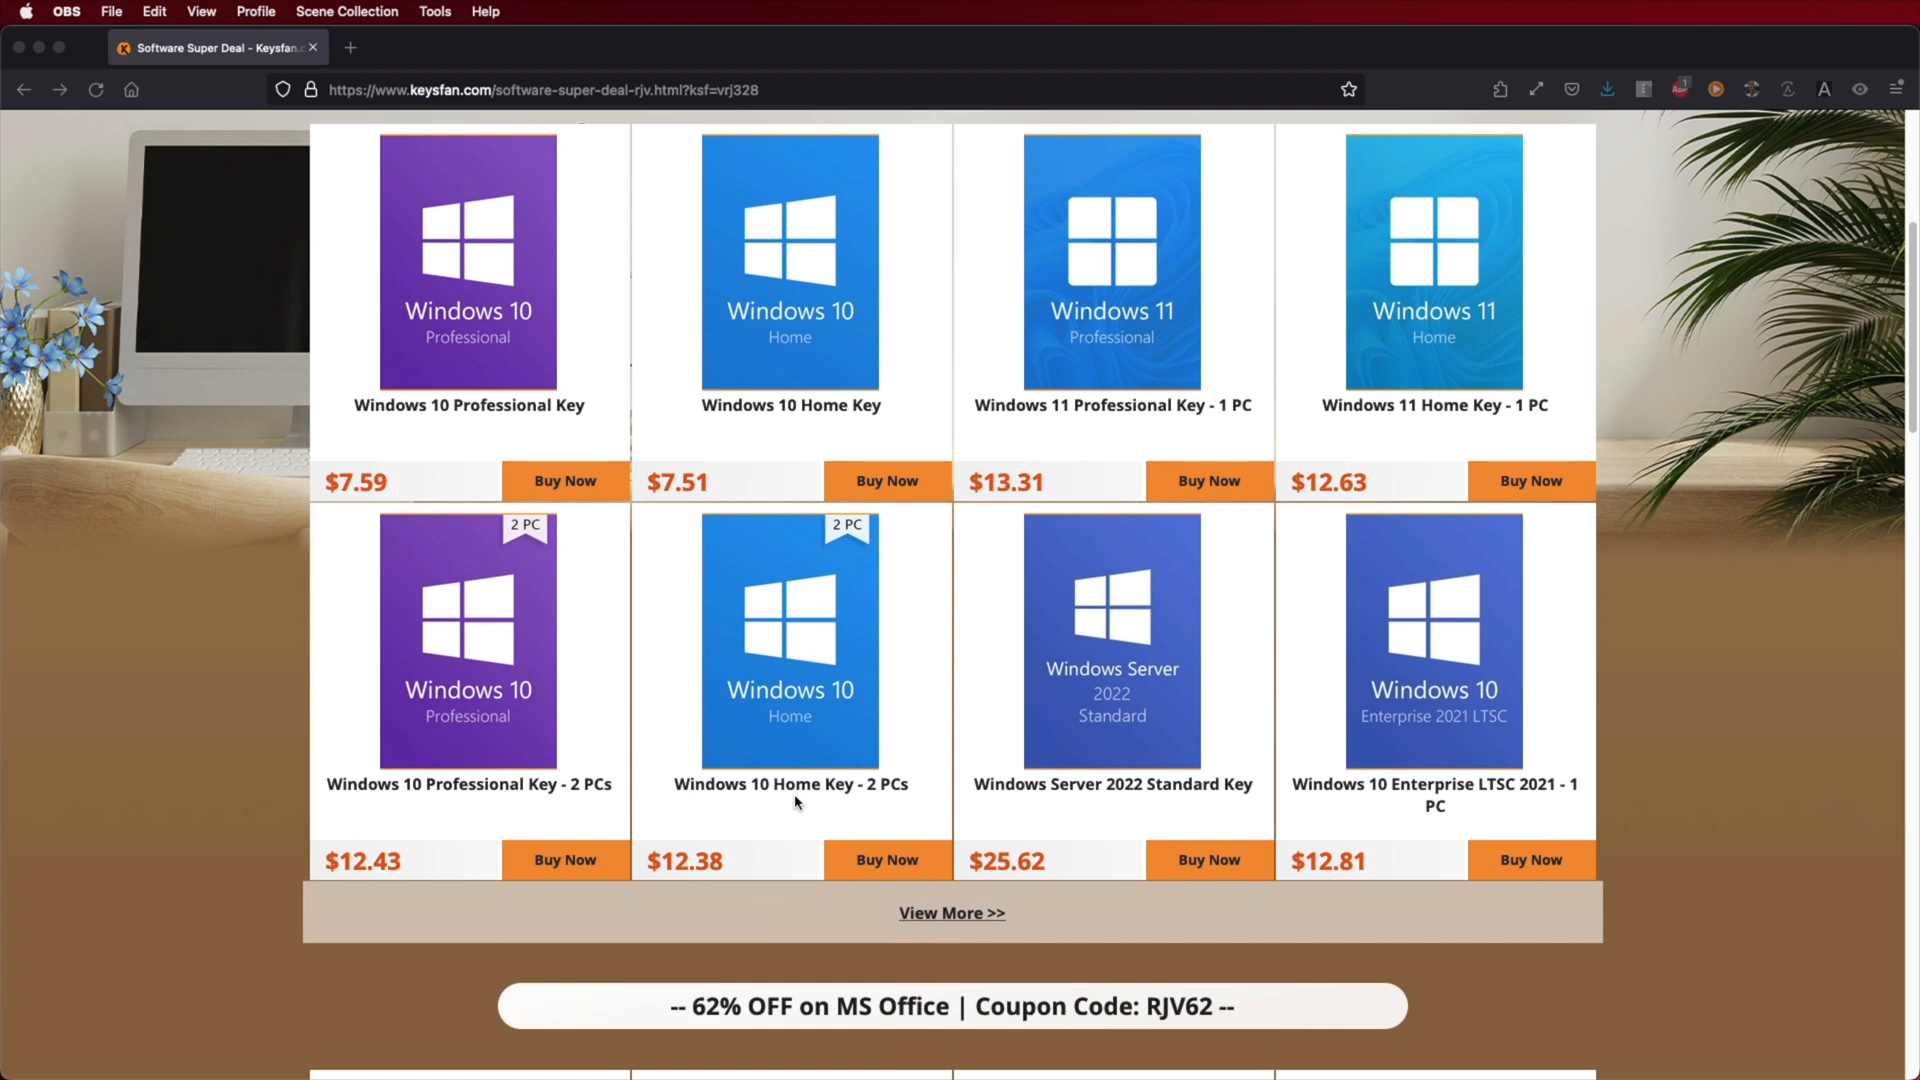 OBS File Edit View Profile Scene Collection Tools Help
Software Super Deal - Keysfan.c
https://www.keysfan.com/software-super-deal-rjv.html?ksf=vrj328
1
A
Windows 10
Professional
Windows 10
Home
Windows 11
Professional
Windows 11
Home
Windows 10 Professional Key
Windows 10 Home Key
Windows 11 Professional Key - 1 PC
Windows 11 Home Key - 1 PC
$7.59 Buy Now
$7.51 Buy Now
$13.31 Buy Now
$12.63 Buy Now
2 PC
Windows 10
Professional
2 PC
Windows 10
Home
Windows Server
2022
Standard
Windows 10
Enterprise 2021 LTSC
Windows 10 Professional Key - 2 PCs
Windows 10 Home Key - 2 PCs
Windows Server 2022 Standard Key
Windows 10 Enterprise LTSC 2021 - 1
PC
$12.43 Buy Now
$12.38 Buy Now
$25.62 Buy Now
$12.81 Buy Now
View More >>
-- 62% OFF on MS Office | Coupon Code: RJV62 --